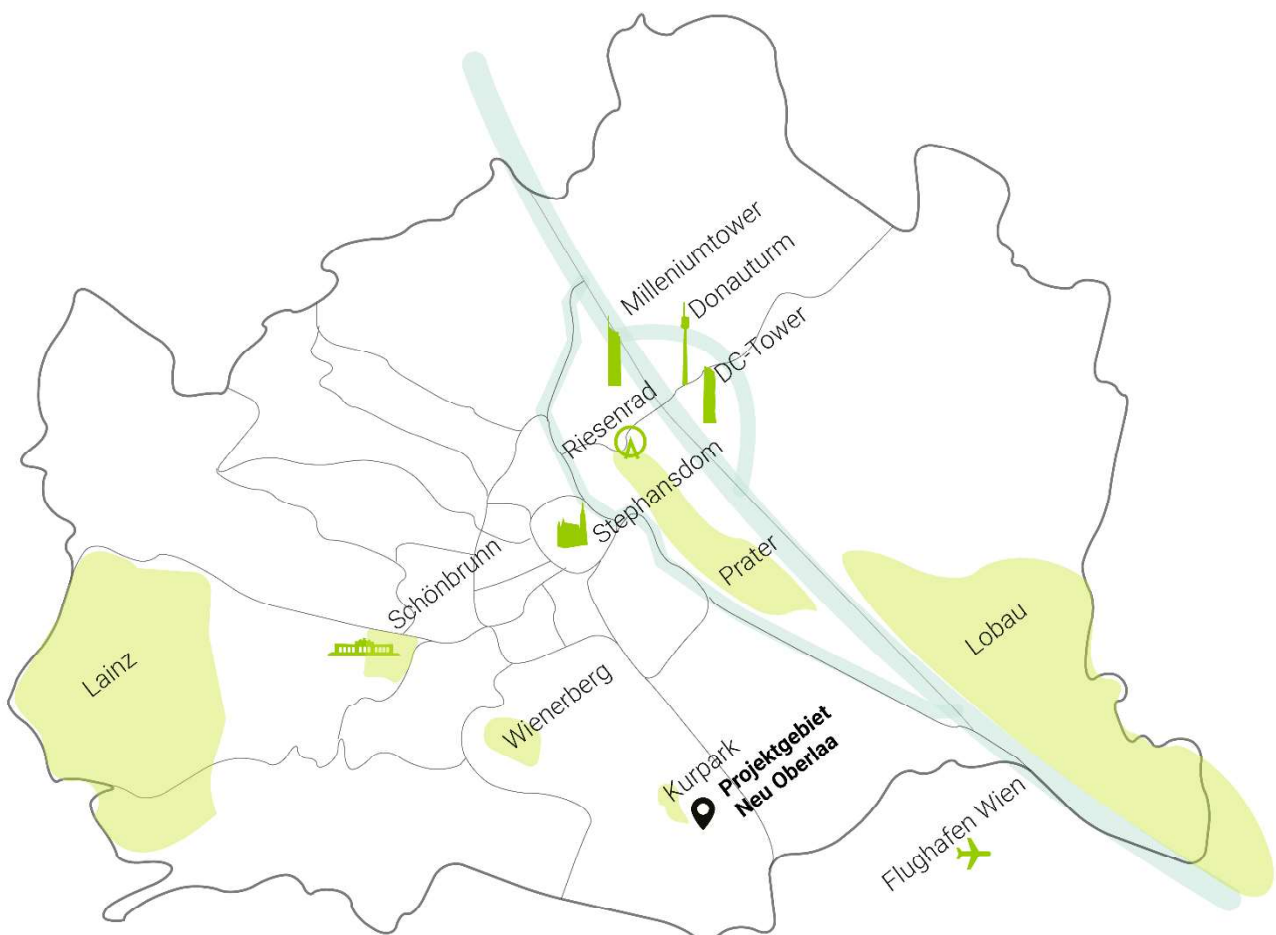 Milleniumtower
Donauturm
DC-Tower
Riesenrad
Stephansdom
Schönbrunn
Prater
Lobau
Lainz
Wienerberg
Kurpark
Projektgebiet
Neu Oberlaa
Flughafen Wien